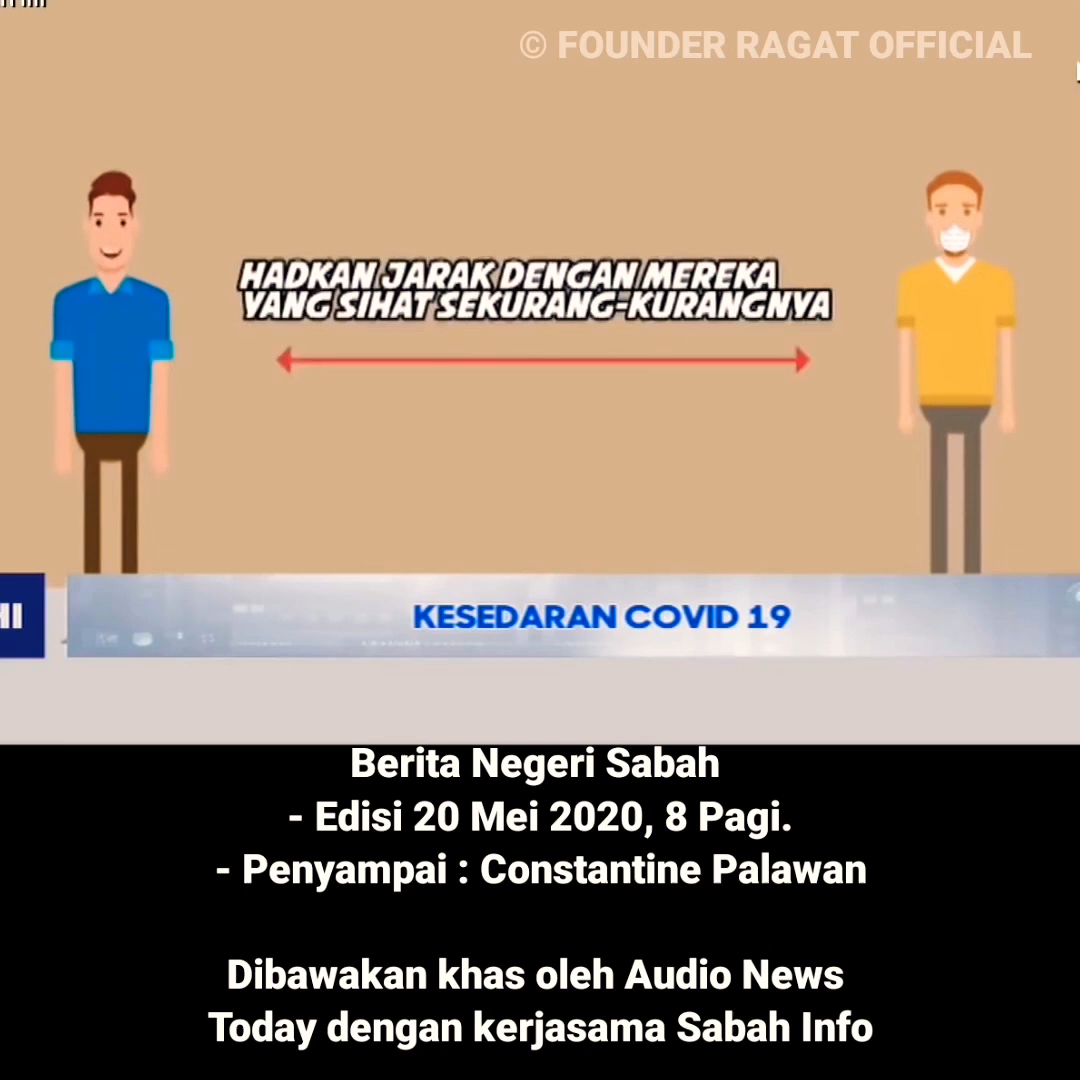 © FOUNDER RAGAT OFFICIAL
HADKAN JARAK DENGAN MEREKA
YANG SIHAT SEKURANG-KURANGNYA
HI
KESEDARAN COVID 19
Berita Negeri Sabah
- Edisi 20 Mei 2020, 8 Pagi.
- Penyampai : Constantine Palawan
Dibawakan khas oleh Audio News
Today dengan kerjasama Sabah Info